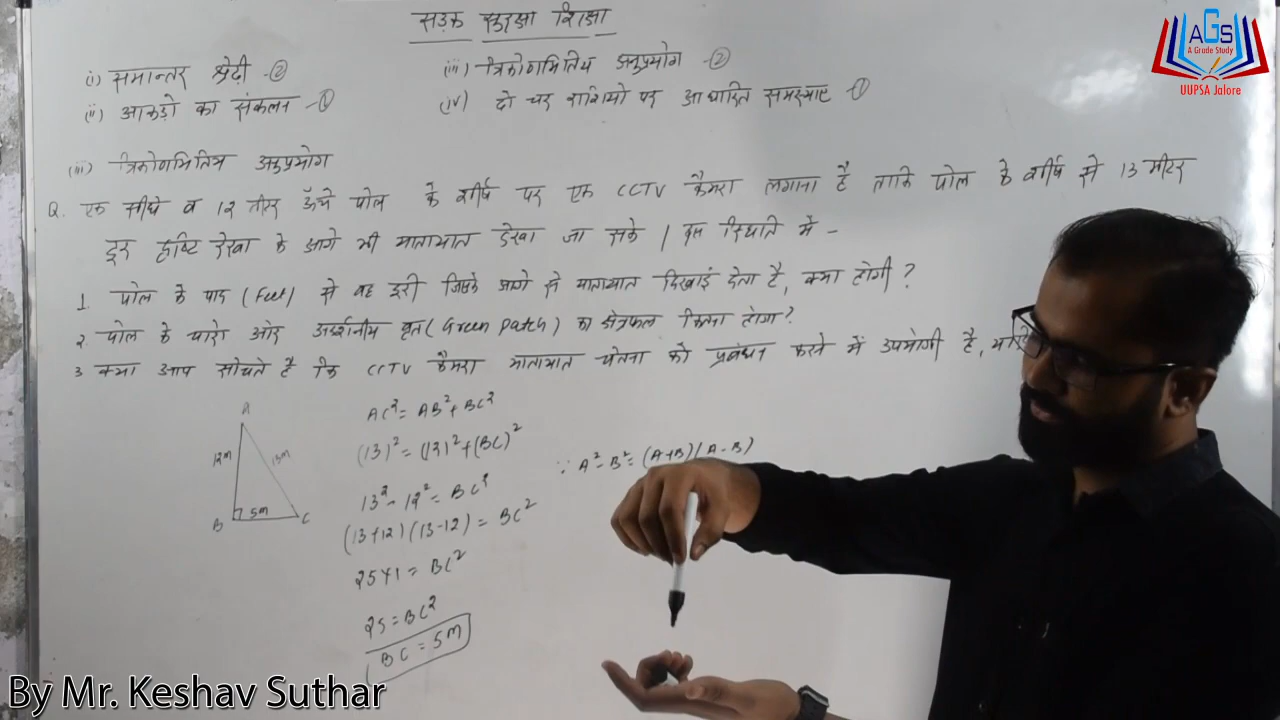 सड़क सुरक्षा शिक्षा
AGS
A Grade Study
UUPSA Jalore
(i) समान्तर श्रेढी -②
(iii) त्रिकोणमितिय अनुप्रयोग -②
(ii) आकड़ो का संकलन -①
(iv) दो चर राशियो पर आधारित समस्याए -①
(iii) त्रिकोणमितिय अनुप्रयोग
Q. एक सीधे व 12 मीटर ऊँचे पोल के शीर्ष पर एक CCTV कैमरा लगाना है ताकि पोल के शीर्ष से 13 मीटर
दूर दृष्टि रेखा के आगे भी यातायात देखा जा सके | इस स्थिति में -
1. पोल के पाद (Feet) से वह दूरी जिसके आगे से यातायात दिखाई देता है, क्या होगी ?
2. पोल के चारो ओर अदर्शनीय वृत (Green Patch) का क्षेत्रफल कितना होगा ?
3 क्या आप सोचते है कि CCTV कैमरा यातायात योजना को प्रबंधन करने में उपयोगी है,
A
12m
13m
B
5m
C
AC² = AB² + BC²
(13)² = (12)² + (BC)²
13² - 12² = BC²
(13+12)(13-12) = BC²
25×1 = BC²
25 = BC²
BC = 5m
∵ A² - B² = (A+B)(A-B)
By Mr. Keshav Suthar